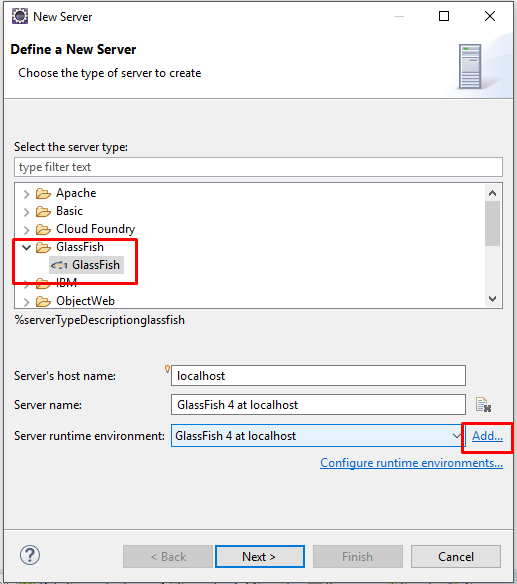 New Server
Define a New Server
Choose the type of server to create
Select the server type:
type filter text
Apache
Basic
Cloud Foundry
GlassFish
GlassFish
IBM
ObjectWeb
%serverTypeDescriptionglassfish
Server's host name: localhost
Server name: GlassFish 4 at localhost
Server runtime environment: GlassFish 4 at localhost Add...
Configure runtime environments...
? < Back Next > Finish Cancel